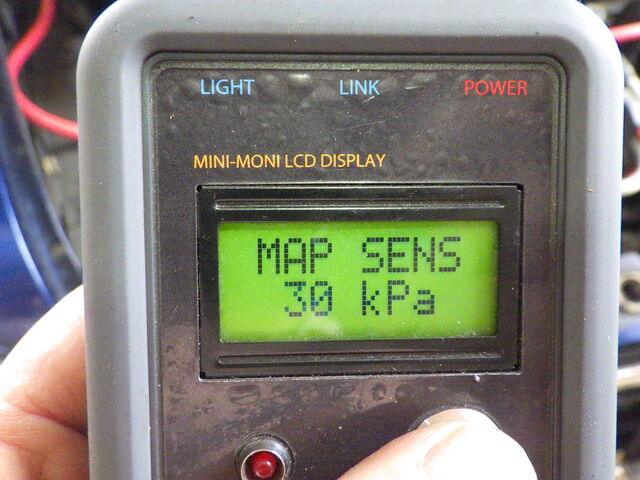 LIGHT LINK POWER
MINI-MONI LCD DISPLAY
MAP SENS
30 kPa